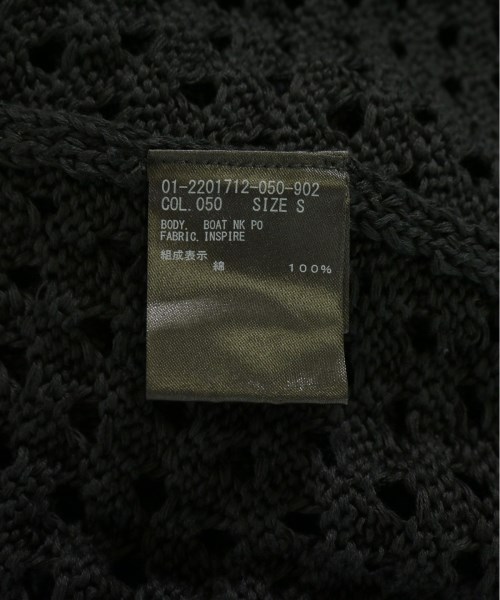 01-2201712-050-902
COL.050 SIZE S
BODY. BOAT NK PO
FABRIC. INSPIRE
組成表示
綿 100%